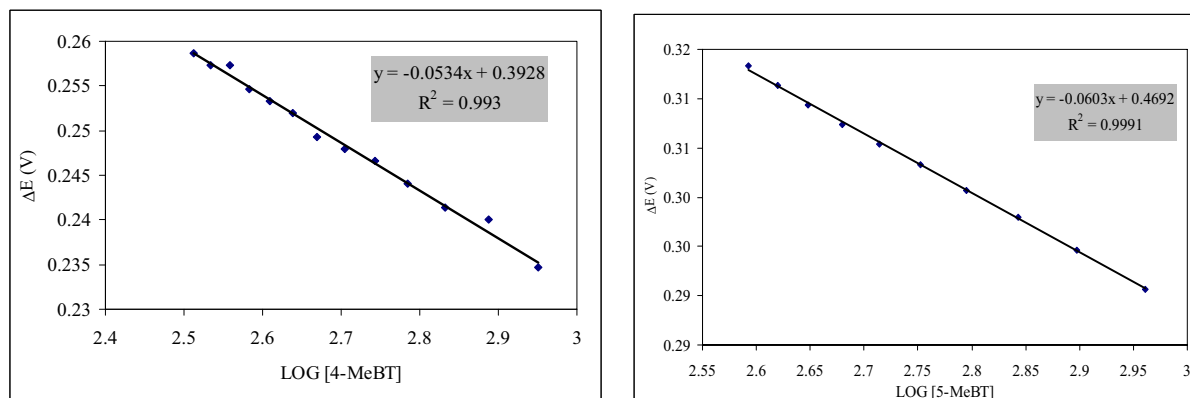 0.26
0.255
0.25
0.245
0.24
0.235
0.23
ΔE (V)
y = -0.0534x + 0.3928
R² = 0.993
2.4 2.5 2.6 2.7 2.8 2.9 3
LOG [4-MeBT]
0.32
0.31
0.31
0.30
0.30
0.29
0.29
ΔE (V)
y = -0.0603x + 0.4692
R² = 0.9991
2.55 2.6 2.65 2.7 2.75 2.8 2.85 2.9 2.95 3
LOG [5-MeBT]